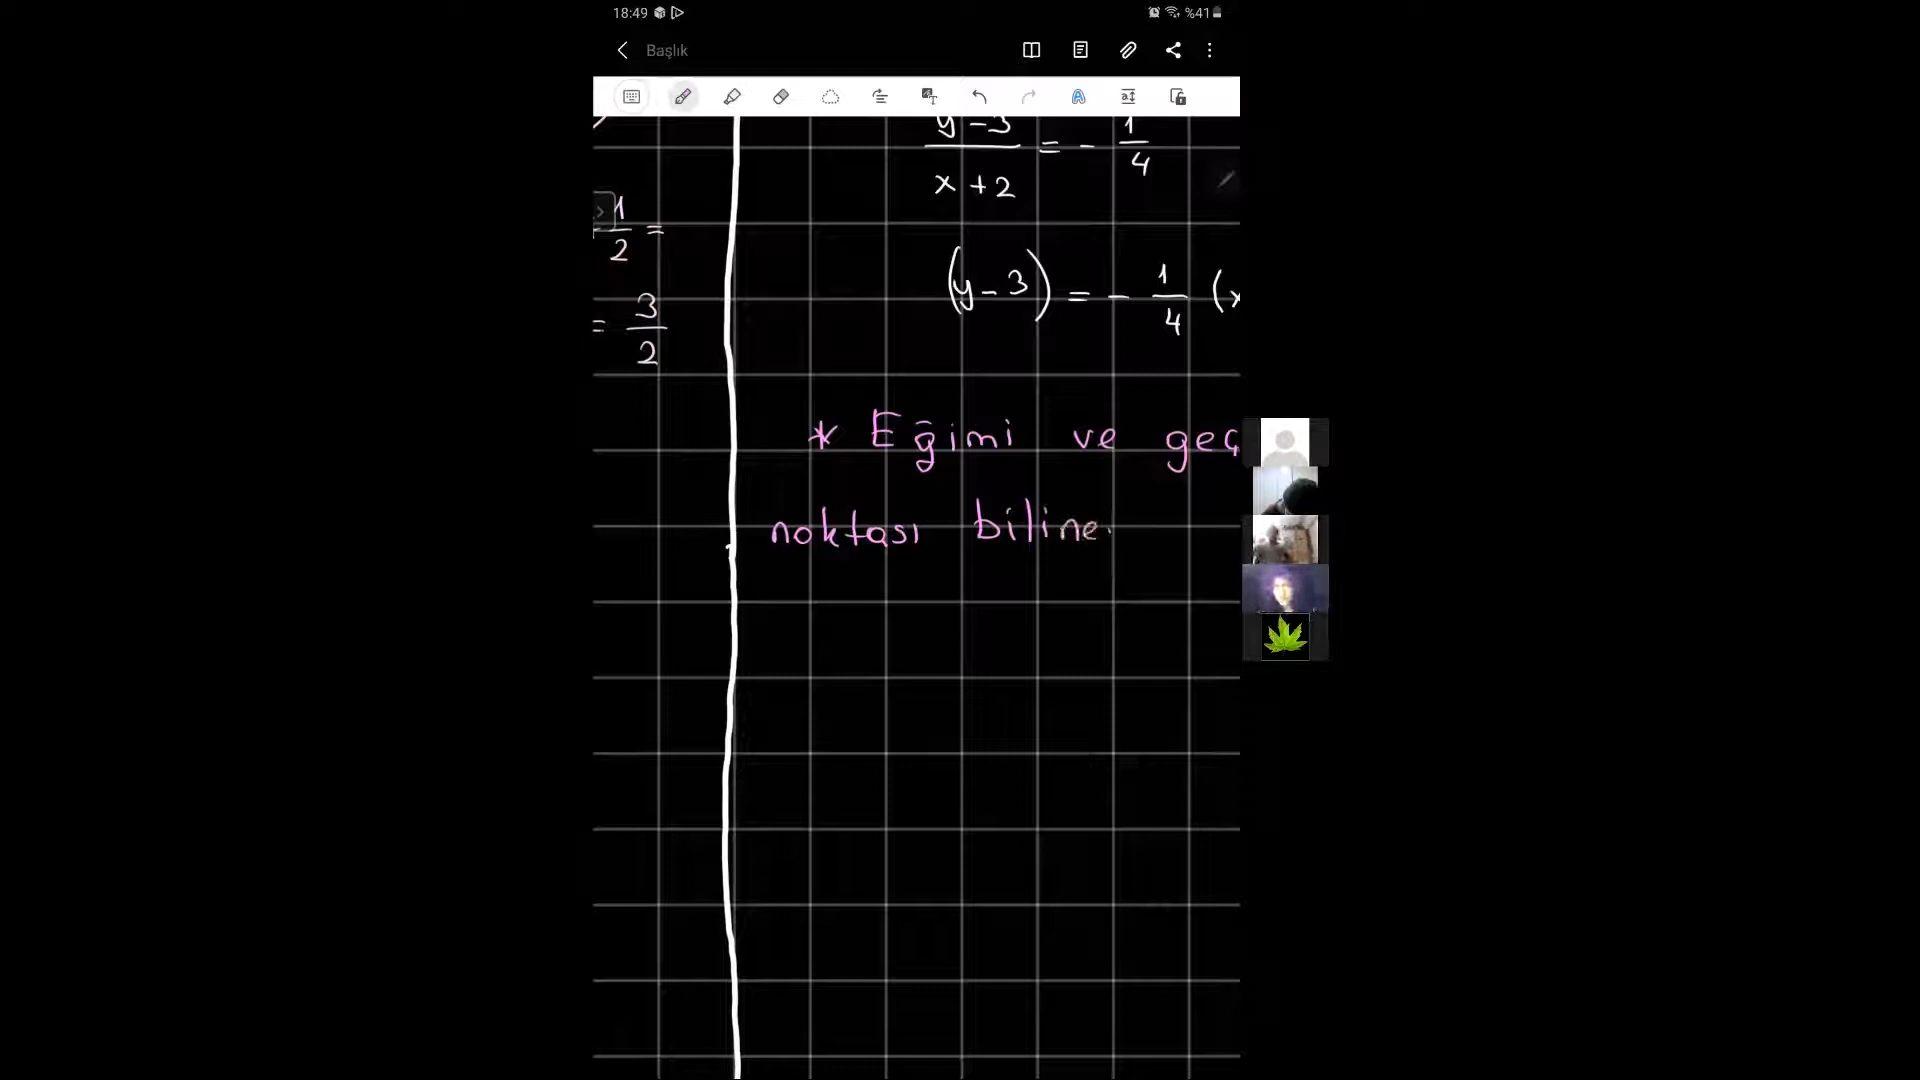 18:49 %41
Başlık
y-3 / x+2 = - 1/4
1/2 =
(y-3) = - 1/4 (x
= 3/2
* Eğimi ve geç
noktası biline